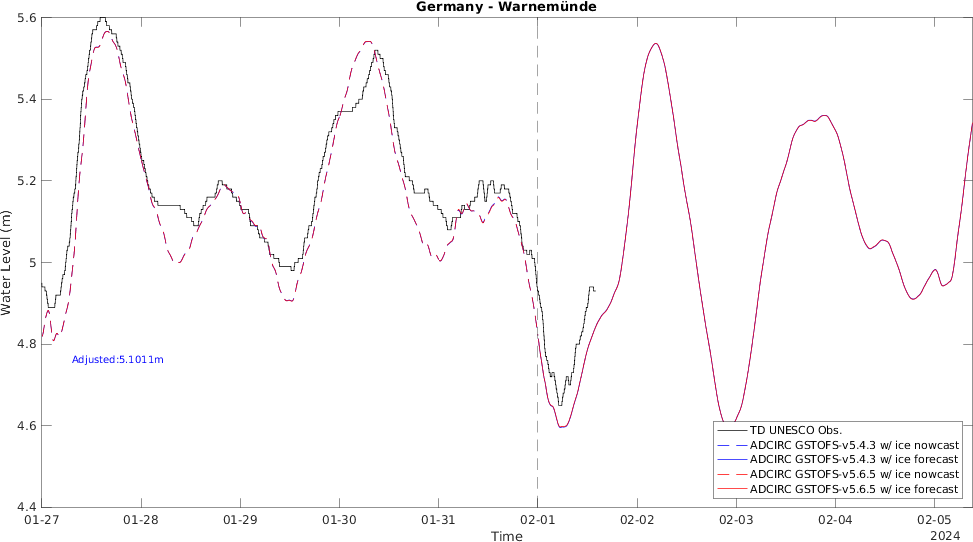 Germany - Warnemünde
5.6
5.4
5.2
5
4.8
4.6
4.4
Water Level (m)
Adjusted:5.1011m
TD UNESCO Obs.
ADCIRC GSTOFS-v5.4.3 w/ ice nowcast
ADCIRC GSTOFS-v5.4.3 w/ ice forecast
ADCIRC GSTOFS-v5.6.5 w/ ice nowcast
ADCIRC GSTOFS-v5.6.5 w/ ice forecast
01-27 01-28 01-29 01-30 01-31 02-01 02-02 02-03 02-04 02-05
Time
2024